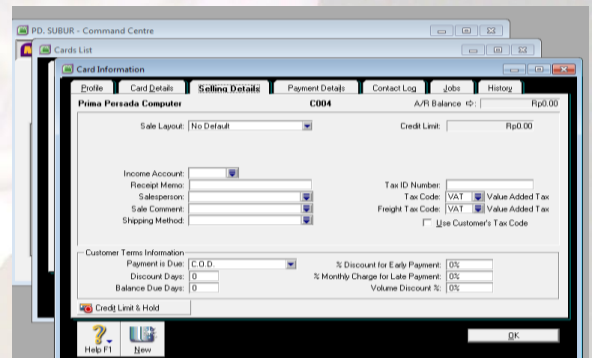 PD. SUBUR - Command Centre
Cards List
Card Information
Profile Card Details Selling Details Payment Details Contact Log Jobs History
Prima Persada Computer C004 A/R Balance Rp0.00
Sale Layout: No Default Credit Limit: Rp0.00
Income Account:
Receipt Memo: Tax ID Number:
Salesperson: Tax Code: VAT Value Added Tax
Sale Comment: Freight Tax Code: VAT Value Added Tax
Shipping Method: Use Customer's Tax Code
Customer Terms Information
Payment is Due: C.O.D. % Discount for Early Payment: 0%
Discount Days: 0 % Monthly Charge for Late Payment: 0%
Balance Due Days: 0 Volume Discount %: 0%
Credit Limit & Hold
Help F1 New OK